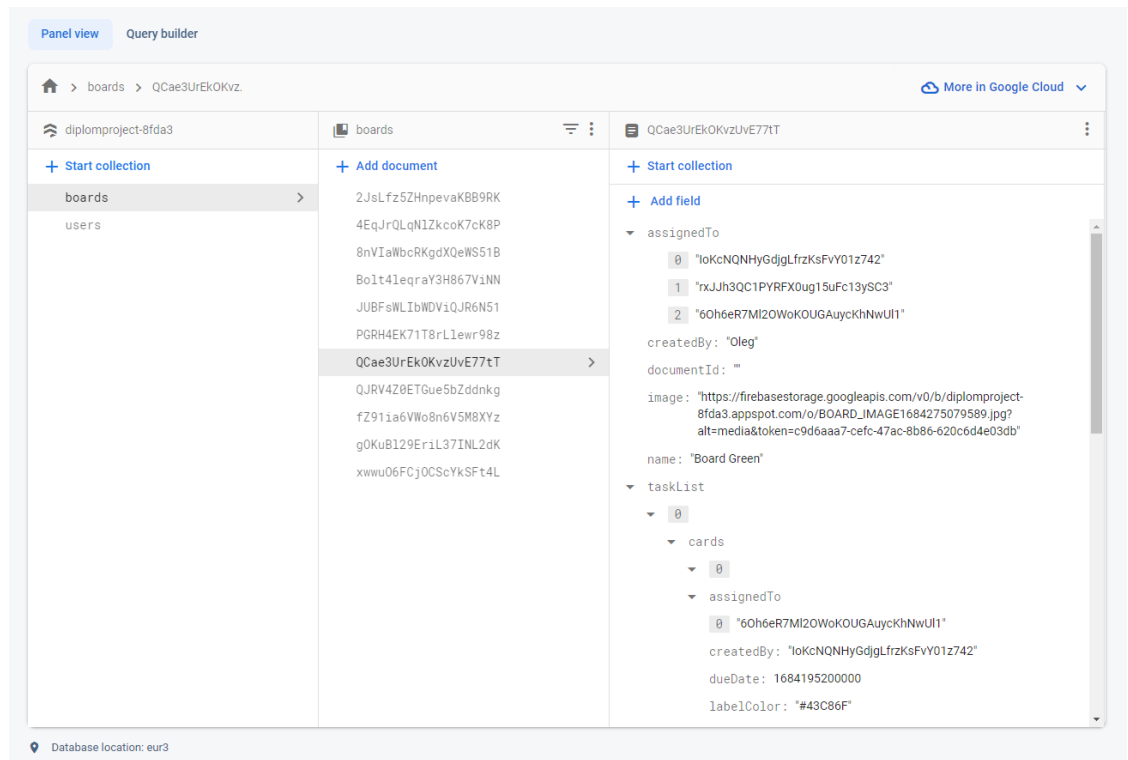 Panel view
Query builder
boards
QCae3UrEkOKvz.
More in Google Cloud
diplomproject-8fda3
Start collection
boards
users
boards
Add document
2JsLfz5ZHnpevaKBB9RK
4EqJrQLqNlZkcoK7cK8P
8nVIaWbcRKgdXQeWS51B
Bolt4leqraY3H867ViNN
JUBFsWLIbWDViQJR6N51
PGRH4EK71T8rLlewr98z
QCae3UrEkOKvzUvE77tT
QJRV4Z0ETGue5bZddnkg
fZ91ia6VWo8n6V5M8XYz
gOKuBl29EriL37INL2dK
xwwuO6FCjOCScYkSFt4L
QCae3UrEkOKvzUvE77tT
Start collection
Add field
assignedTo
0 "IoKcNQNHyGdjgLfrzKsFvY01z742"
1 "rxJJh3QC1PYRFX0ug15uFc13ySC3"
2 "6Oh6eR7Ml2OWoKOUGAuycKhNwUl1"
createdBy: "Oleg"
documentId: ""
image: "https://firebasestorage.googleapis.com/v0/b/diplomproject-
8fda3.appspot.com/o/BOARD_IMAGE1684275079589.jpg?
alt=media&token=c9d6aaa7-cefc-47ac-8b86-620c6d4e03db"
name: "Board Green"
taskList
0
cards
0
assignedTo
0 "6Oh6eR7Ml2OWoKOUGAuycKhNwUl1"
createdBy: "IoKcNQNHyGdjgLfrzKsFvY01z742"
dueDate: 1684195200000
labelColor: "#43C86F"
Database location: eur3